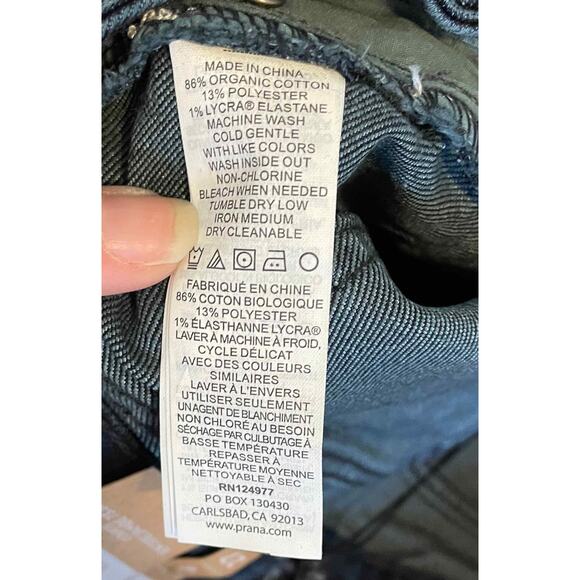 MADE IN CHINA
86% ORGANIC COTTON
13% POLYESTER
1% LYCRA® ELASTANE
MACHINE WASH
COLD GENTLE
WITH LIKE COLORS
WASH INSIDE OUT
NON-CHLORINE
BLEACH WHEN NEEDED
TUMBLE DRY LOW
IRON MEDIUM
DRY CLEANABLE
FABRIQUÉ EN CHINE
86% COTON BIOLOGIQUE
13% POLYESTER
1% ÉLASTHANNE LYCRA®
LAVER À MACHINE À FROID,
CYCLE DÉLICAT
AVEC DES COULEURS
SIMILAIRES
LAVER À L'ENVERS
UTILISER SEULEMENT
UN AGENT DE BLANCHIMENT
NON CHLORÉ AU BESOIN
SÉCHAGE PAR CULBUTAGE À
BASSE TEMPÉRATURE
REPASSER À
TEMPÉRATURE MOYENNE
NETTOYABLE À SEC
RN124977
PO BOX 130430
CARLSBAD, CA 92013
www.prana.com